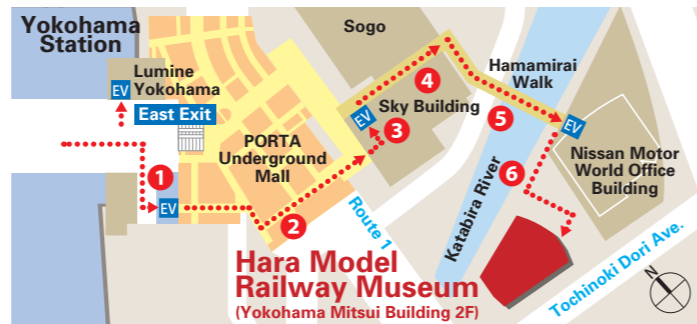 Yokohama
Station
Sogo
Lumine
Yokohama
EV
East Exit
PORTA
Underground
Mall
1
EV
2
EV
3
4
Sky Building
Hamamirai
Walk
5
EV
6
Nissan Motor
World Office
Building
Route 1
Katabira River
Hara Model
Railway Museum
(Yokohama Mitsui Building 2F)
Tochinoki Dori Ave.
N